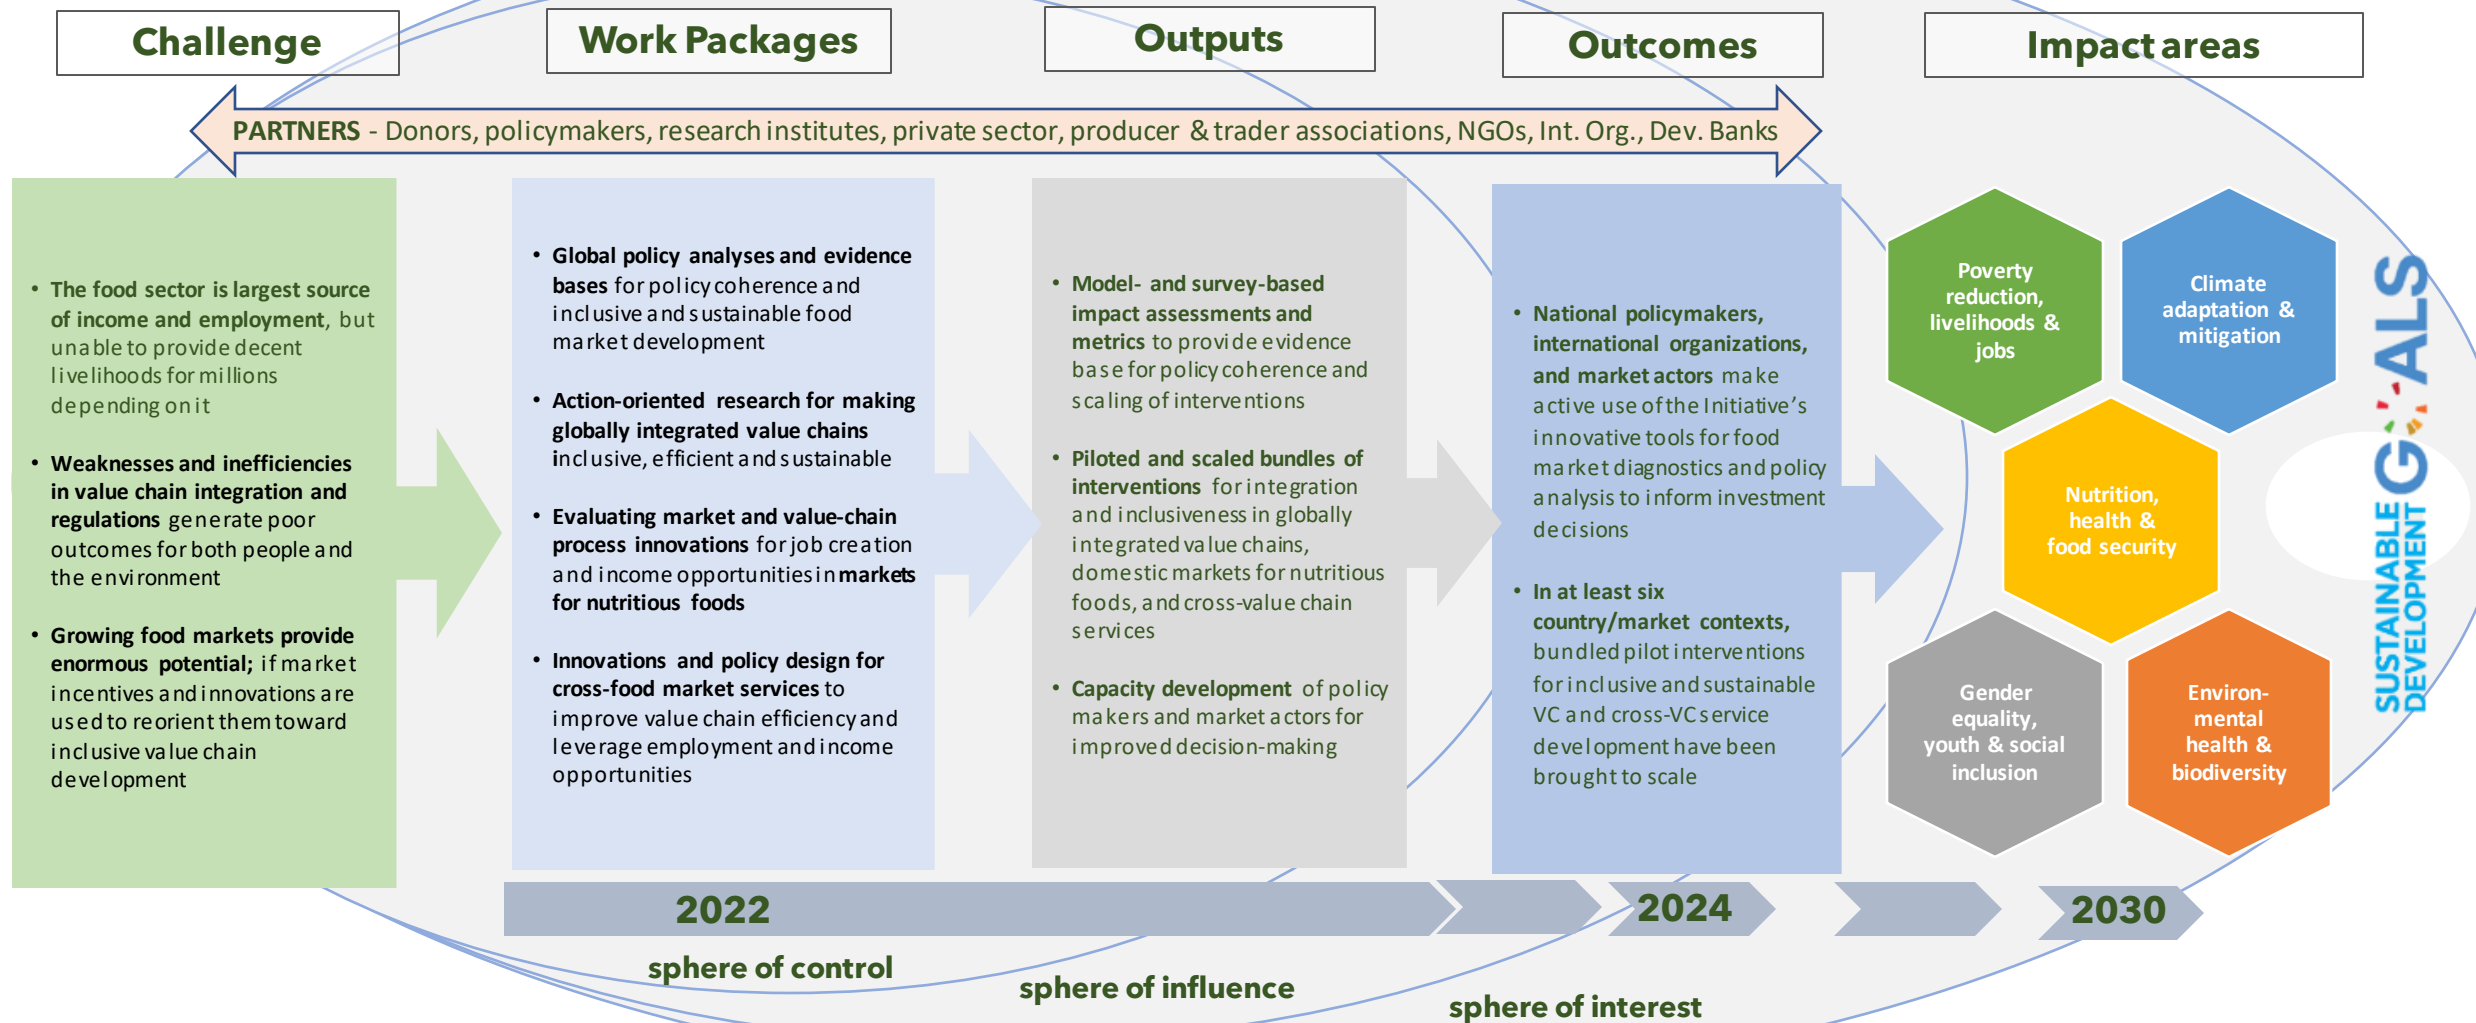 Challenge
Work Packages
Outputs
Outcomes
Impact areas
PARTNERS - Donors, policymakers, research institutes, private sector, producer & trader associations, NGOs, Int. Org., Dev. Banks
• The food sector is largest source
of income and employment, but
unable to provide decent
livelihoods for millions
depending on it
• Weaknesses and inefficiencies
in value chain integration and
regulations generate poor
outcomes for both people and
the environment
• Growing food markets provide
enormous potential; if market
incentives and innovations are
used to reorient them toward
inclusive value chain
development
• Global policy analyses and evidence
bases for policy coherence and
inclusive and sustainable food
market development
• Action-oriented research for making
globally integrated value chains
inclusive, efficient and sustainable
• Evaluating market and value-chain
process innovations for job creation
and income opportunities in markets
for nutritious foods
• Innovations and policy design for
cross-food market services to
improve value chain efficiency and
leverage employment and income
opportunities
• Model- and survey-based
impact assessments and
metrics to provide evidence
base for policy coherence and
scaling of interventions
• Piloted and scaled bundles of
interventions for integration
and inclusiveness in globally
integrated value chains,
domestic markets for nutritious
foods, and cross-value chain
services
• Capacity development of policy
makers and market actors for
improved decision-making
• National policymakers,
international organizations,
and market actors make
active use of the Initiative's
innovative tools for food
market diagnostics and policy
analysis to inform investment
decisions
• In at least six
country/market contexts,
bundled pilot interventions
for inclusive and sustainable
VC and cross-VC service
development have been
brought to scale
Poverty
reduction,
livelihoods &
jobs
Climate
adaptation &
mitigation
Nutrition,
health &
food security
Gender
equality,
youth & social
inclusion
Environ-
mental
health &
biodiversity
SUSTAINABLE
DEVELOPMENT
GOALS
2022
2024
2030
sphere of control
sphere of influence
sphere of interest